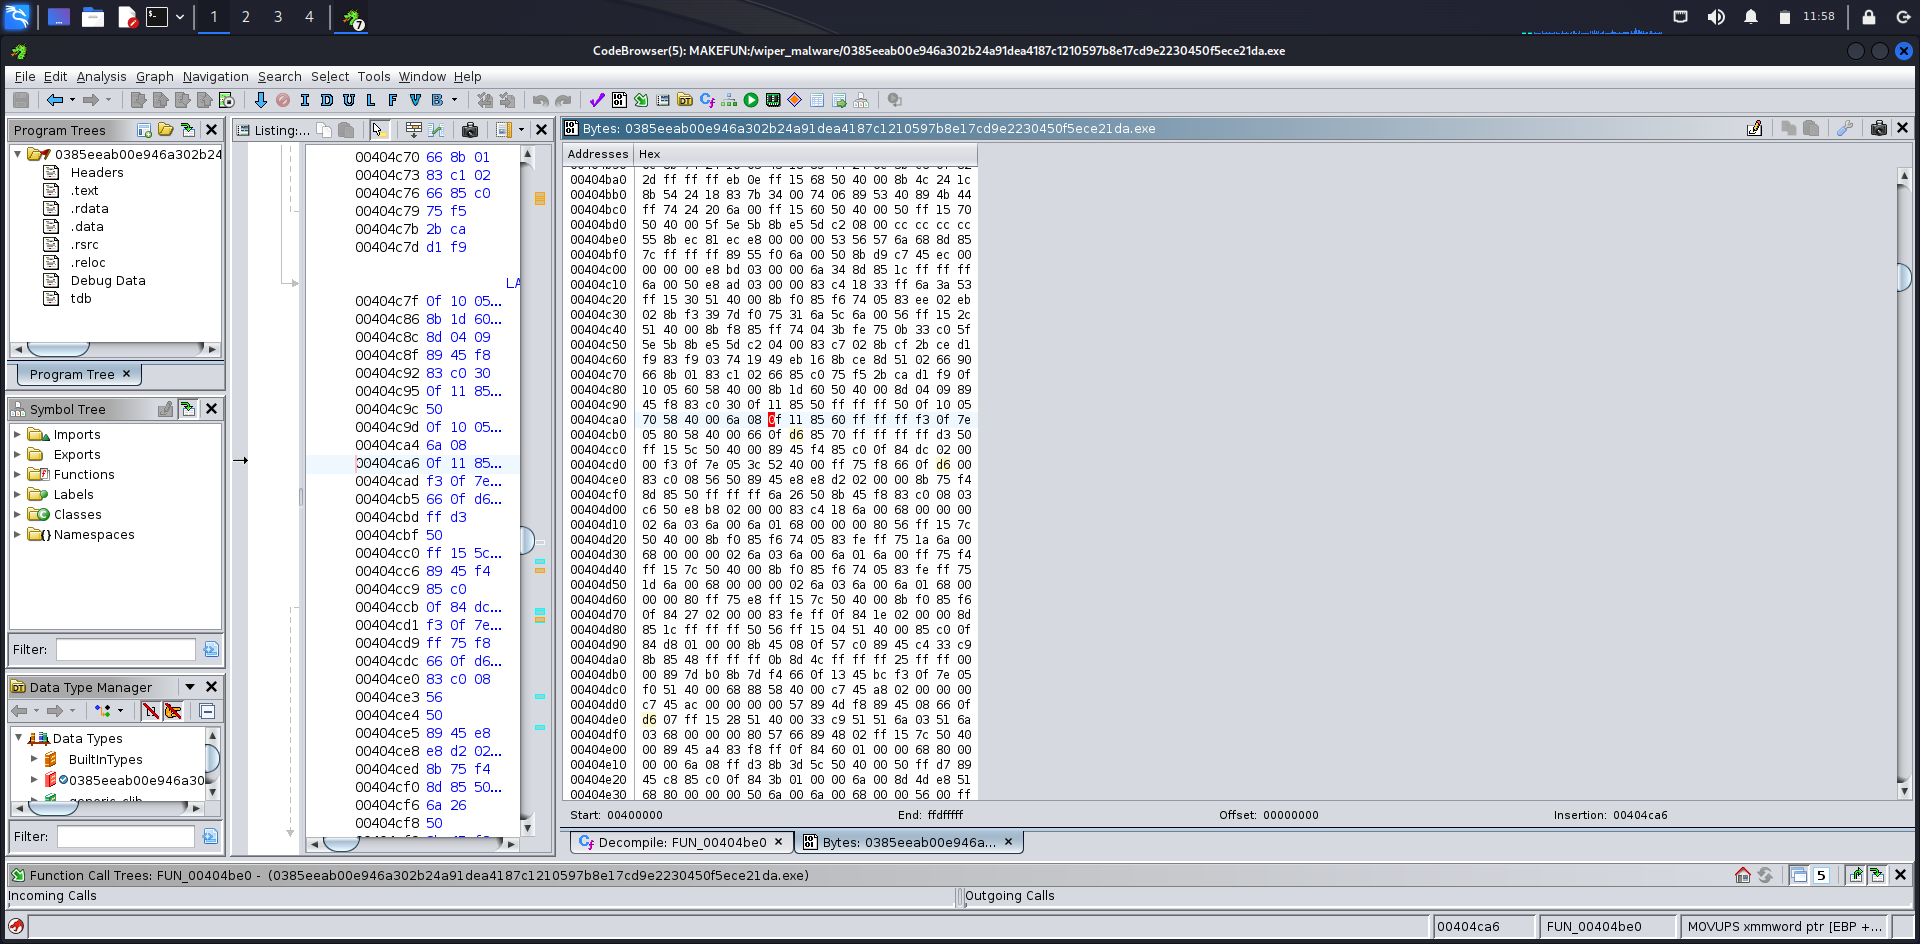 1 2 3 4 7 11:58
CodeBrowser(5): MAKEFUN:/wiper_malware/0385eeab00e946a302b24a91dea4187c1210597b8e17cd9e2230450f5ece21da.exe
File Edit Analysis Graph Navigation Search Select Tools Window Help
I D U L F V B
Program Trees
0385eeab00e946a302b24
Headers
.text
.rdata
.data
.rsrc
.reloc
Debug Data
tdb
Program Tree ×
Symbol Tree
Imports
Exports
Functions
Labels
Classes
Namespaces
Filter:
Data Type Manager
Data Types
BuiltInTypes
0385eeab00e946a30
Filter:
Listing:...
00404c70 66 8b 01
00404c73 83 c1 02
00404c76 66 85 c0
00404c79 75 f5
00404c7b 2b ca
00404c7d d1 f9
LA
00404c7f 0f 10 05...
00404c86 8b 1d 60...
00404c8c 8d 04 09
00404c8f 89 45 f8
00404c92 83 c0 30
00404c95 0f 11 85...
00404c9c 50
00404c9d 0f 10 05...
00404ca4 6a 08
00404ca6 0f 11 85...
00404cad f3 0f 7e...
00404cb5 66 0f d6...
00404cbd ff d3
00404cbf 50
00404cc0 ff 15 5c...
00404cc6 89 45 f4
00404cc9 85 c0
00404ccb 0f 84 dc...
00404cd1 f3 0f 7e...
00404cd9 ff 75 f8
00404cdc 66 0f d6...
00404ce0 83 c0 08
00404ce3 56
00404ce4 50
00404ce5 89 45 e8
00404ce8 e8 d2 02...
00404ced 8b 75 f4
00404cf0 8d 85 50...
00404cf6 6a 26
00404cf8 50
Bytes: 0385eeab00e946a302b24a91dea4187c1210597b8e17cd9e2230450f5ece21da.exe
Addresses Hex
00404ba0 2d ff ff ff eb 0e ff 15 68 50 40 00 8b 4c 24 1c
00404bb0 8b 54 24 18 83 7b 34 00 74 06 89 53 40 89 4b 44
00404bc0 ff 74 24 20 6a 00 ff 15 60 50 40 00 50 ff 15 70
00404bd0 50 40 00 5f 5e 5b 8b e5 5d c2 08 00 cc cc cc cc
00404be0 55 8b ec 81 ec e8 00 00 00 53 56 57 6a 68 8d 85
00404bf0 7c ff ff ff 89 55 f0 6a 00 50 8b d9 c7 45 ec 00
00404c00 00 00 00 e8 bd 03 00 00 6a 34 8d 85 1c ff ff ff
00404c10 6a 00 50 e8 ad 03 00 00 83 c4 18 33 ff 6a 3a 53
00404c20 ff 15 30 51 40 00 8b f0 85 f6 74 05 83 ee 02 eb
00404c30 02 8b f3 39 7d f0 75 31 6a 5c 6a 00 56 ff 15 2c
00404c40 51 40 00 8b f8 85 ff 74 04 3b fe 75 0b 33 c0 5f
00404c50 5e 5b 8b e5 5d c2 04 00 83 c7 02 8b cf 2b ce d1
00404c60 f9 83 f9 03 74 19 49 eb 16 8b ce 8d 51 02 66 90
00404c70 66 8b 01 83 c1 02 66 85 c0 75 f5 2b ca d1 f9 0f
00404c80 10 05 60 58 40 00 8b 1d 60 50 40 00 8d 04 09 89
00404c90 45 f8 83 c0 30 0f 11 85 50 ff ff ff 50 0f 10 05
00404ca0 70 58 40 00 6a 08 0f 11 85 60 ff ff ff f3 0f 7e
00404cb0 05 80 58 40 00 66 0f d6 85 70 ff ff ff ff d3 50
00404cc0 ff 15 5c 50 40 00 89 45 f4 85 c0 0f 84 dc 02 00
00404cd0 00 f3 0f 7e 05 3c 52 40 00 ff 75 f8 66 0f d6 00
00404ce0 83 c0 08 56 50 89 45 e8 e8 d2 02 00 00 8b 75 f4
00404cf0 8d 85 50 ff ff ff 6a 26 50 8b 45 f8 83 c0 08 03
00404d00 c6 50 e8 b8 02 00 00 83 c4 18 6a 00 68 00 00 00
00404d10 02 6a 03 6a 00 6a 01 68 00 00 00 80 56 ff 15 7c
00404d20 50 40 00 8b f0 85 f6 74 05 83 fe ff 75 1a 6a 00
00404d30 68 00 00 00 02 6a 03 6a 00 6a 01 6a 00 ff 75 f4
00404d40 ff 15 7c 50 40 00 8b f0 85 f6 74 05 83 fe ff 75
00404d50 1d 6a 00 68 00 00 00 02 6a 03 6a 00 6a 01 68 00
00404d60 00 00 80 ff 75 e8 ff 15 7c 50 40 00 8b f0 85 f6
00404d70 0f 84 27 02 00 00 83 fe ff 0f 84 1e 02 00 00 8d
00404d80 85 1c ff ff ff 50 56 ff 15 04 51 40 00 85 c0 0f
00404d90 84 d8 01 00 00 8b 45 08 0f 57 c0 89 45 c4 33 c9
00404da0 8b 85 48 ff ff ff 0b 8d 4c ff ff ff 25 ff ff 00
00404db0 00 89 7d b0 8b 7d f4 66 0f 13 45 bc f3 0f 7e 05
00404dc0 f0 51 40 00 68 88 58 40 00 c7 45 a8 02 00 00 00
00404dd0 c7 45 ac 00 00 00 00 57 89 4d f8 89 45 08 66 0f
00404de0 d6 07 ff 15 28 51 40 00 33 c9 51 51 6a 03 51 6a
00404df0 03 68 00 00 00 80 57 66 89 48 02 ff 15 7c 50 40
00404e00 00 89 45 a4 83 f8 ff 0f 84 60 01 00 00 68 80 00
00404e10 00 00 6a 08 ff d3 8b 3d 5c 50 40 00 50 ff d7 89
00404e20 45 c8 85 c0 0f 84 3b 01 00 00 6a 00 8d 4d e8 51
00404e30 68 80 00 00 00 50 6a 00 6a 00 68 00 00 00 56 ff
Start: 00400000 End: ffdfffff Offset: 00000000 Insertion: 00404ca6
Decompile: FUN_00404be0 × Bytes: 0385eeab00e946a... ×
Function Call Trees: FUN_00404be0 - (0385eeab00e946a302b24a91dea4187c1210597b8e17cd9e2230450f5ece21da.exe) 5
Incoming Calls Outgoing Calls
00404ca6 FUN_00404be0 MOVUPS xmmword ptr [EBP +...